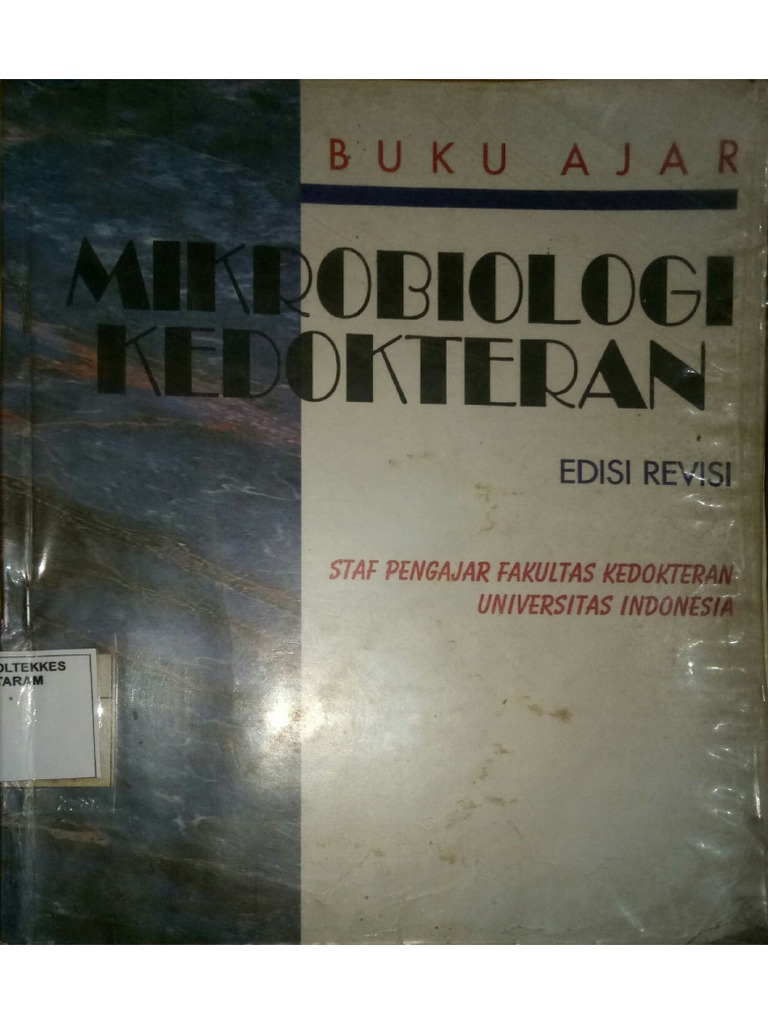 BUKU AJAR
MIKROBIOLOGI
KEDOKTERAN
EDISI REVISI
STAF PENGAJAR FAKULTAS KEDOKTERAN
UNIVERSITAS INDONESIA
OLTEKKES
TARAM